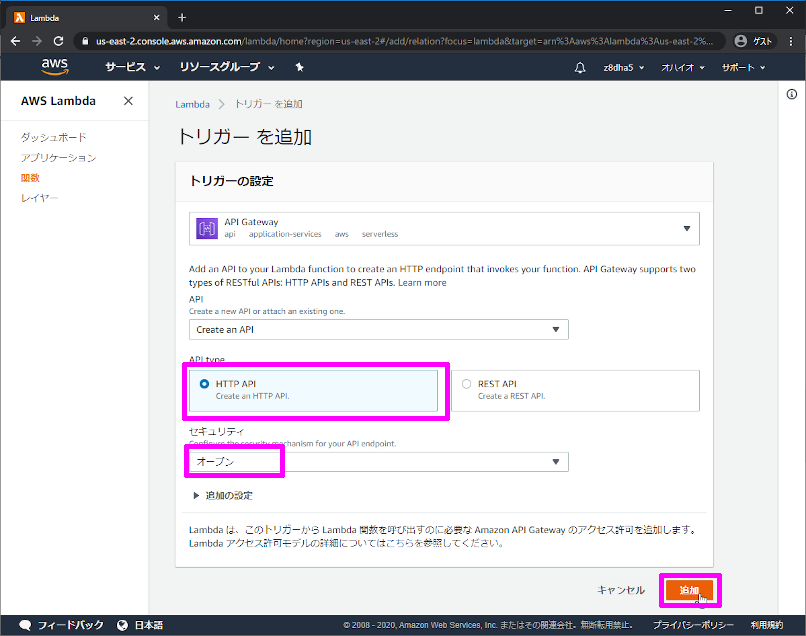 Lambda
us-east-2.console.aws.amazon.com/lambda/home?region=us-east-2#/add/relation?focus=lambda&target=arn%3Aaws%3Alambda%3Aus-east-2%...
ゲスト
aws
サービス
リソースグループ
z8dha5
オハイオ
サポート
AWS Lambda
ダッシュボード
アプリケーション
関数
レイヤー
Lambda > トリガー を追加
トリガー を追加
トリガーの設定
API Gateway
api application-services aws serverless
Add an API to your Lambda function to create an HTTP endpoint that invokes your function. API Gateway supports two
types of RESTful APIs: HTTP APIs and REST APIs. Learn more
API
Create a new API or attach an existing one.
Create an API
API type
HTTP API
Create an HTTP API.
REST API
Create a REST API.
セキュリティ
Configure the security mechanism for your API endpoint.
オープン
追加の設定
Lambda は、このトリガーから Lambda 関数を呼び出すのに必要な Amazon API Gateway のアクセス許可を追加します。
Lambda アクセス許可モデルの詳細についてはこちらを参照してください。
キャンセル
追加
フィードバック
日本語
© 2008 - 2020, Amazon Web Services, Inc. またはその関連会社。無断転用禁止。
プライバシーポリシー
利用規約